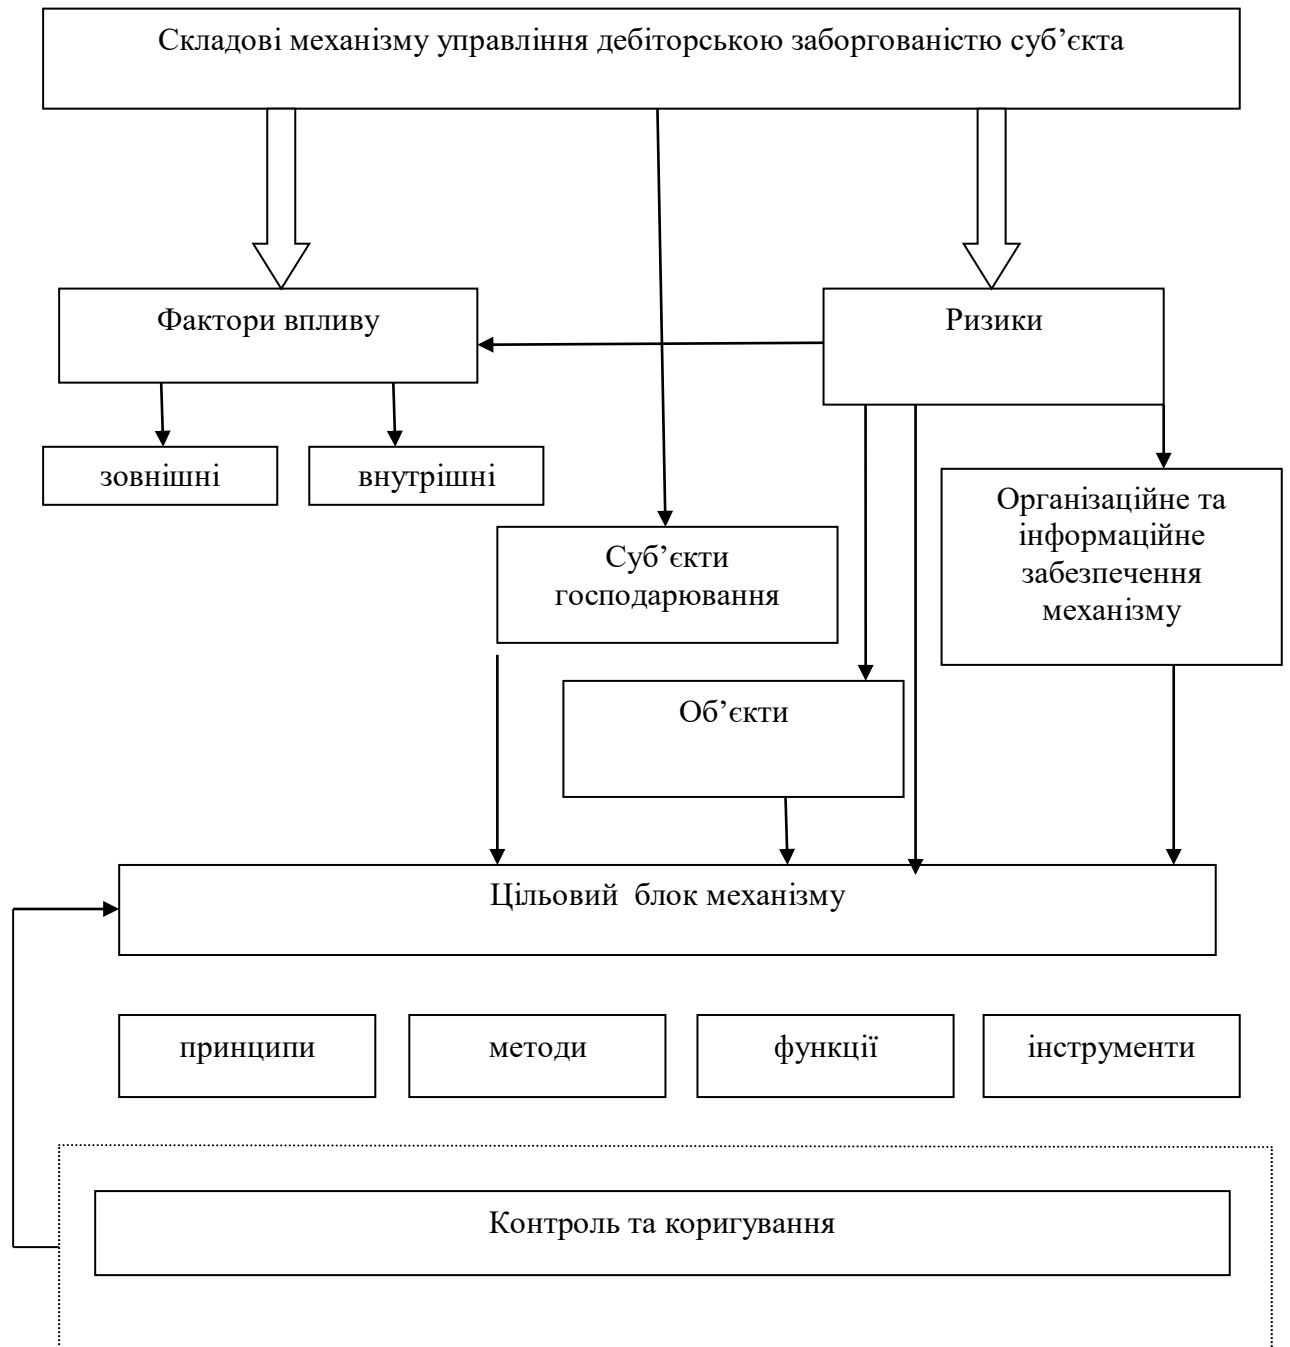 Складові механізму управління дебіторською заборгованістю суб’єкта
Фактори впливу
Ризики
зовнішні
внутрішні
Організаційне та
інформаційне
забезпечення
механізму
Суб’єкти
господарювання
Об’єкти
Цільовий блок механізму
принципи
методи
функції
інструменти
Контроль та коригування